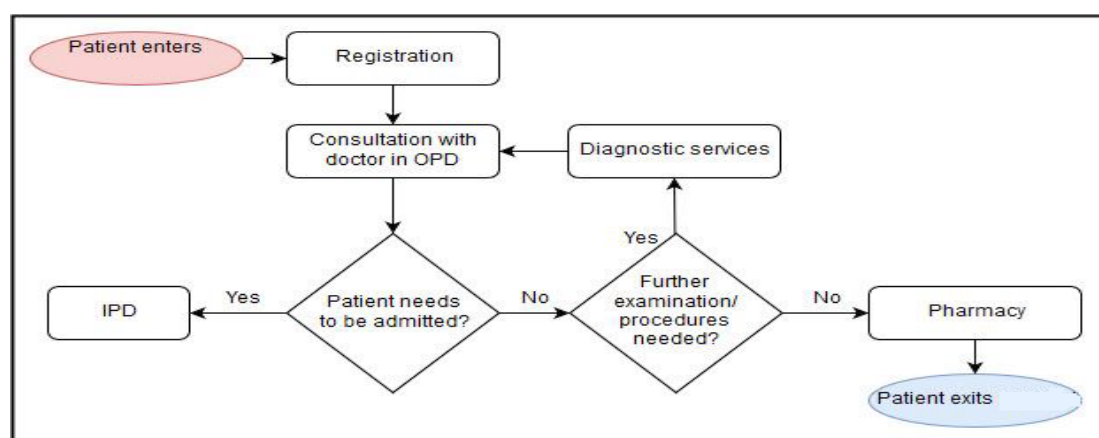 Patient enters
Registration
Consultation with
doctor in OPD
Diagnostic services
Yes
Further
examination/
procedures
needed?
Patient needs
to be admitted?
Yes
No
No
IPD
Pharmacy
Patient exits